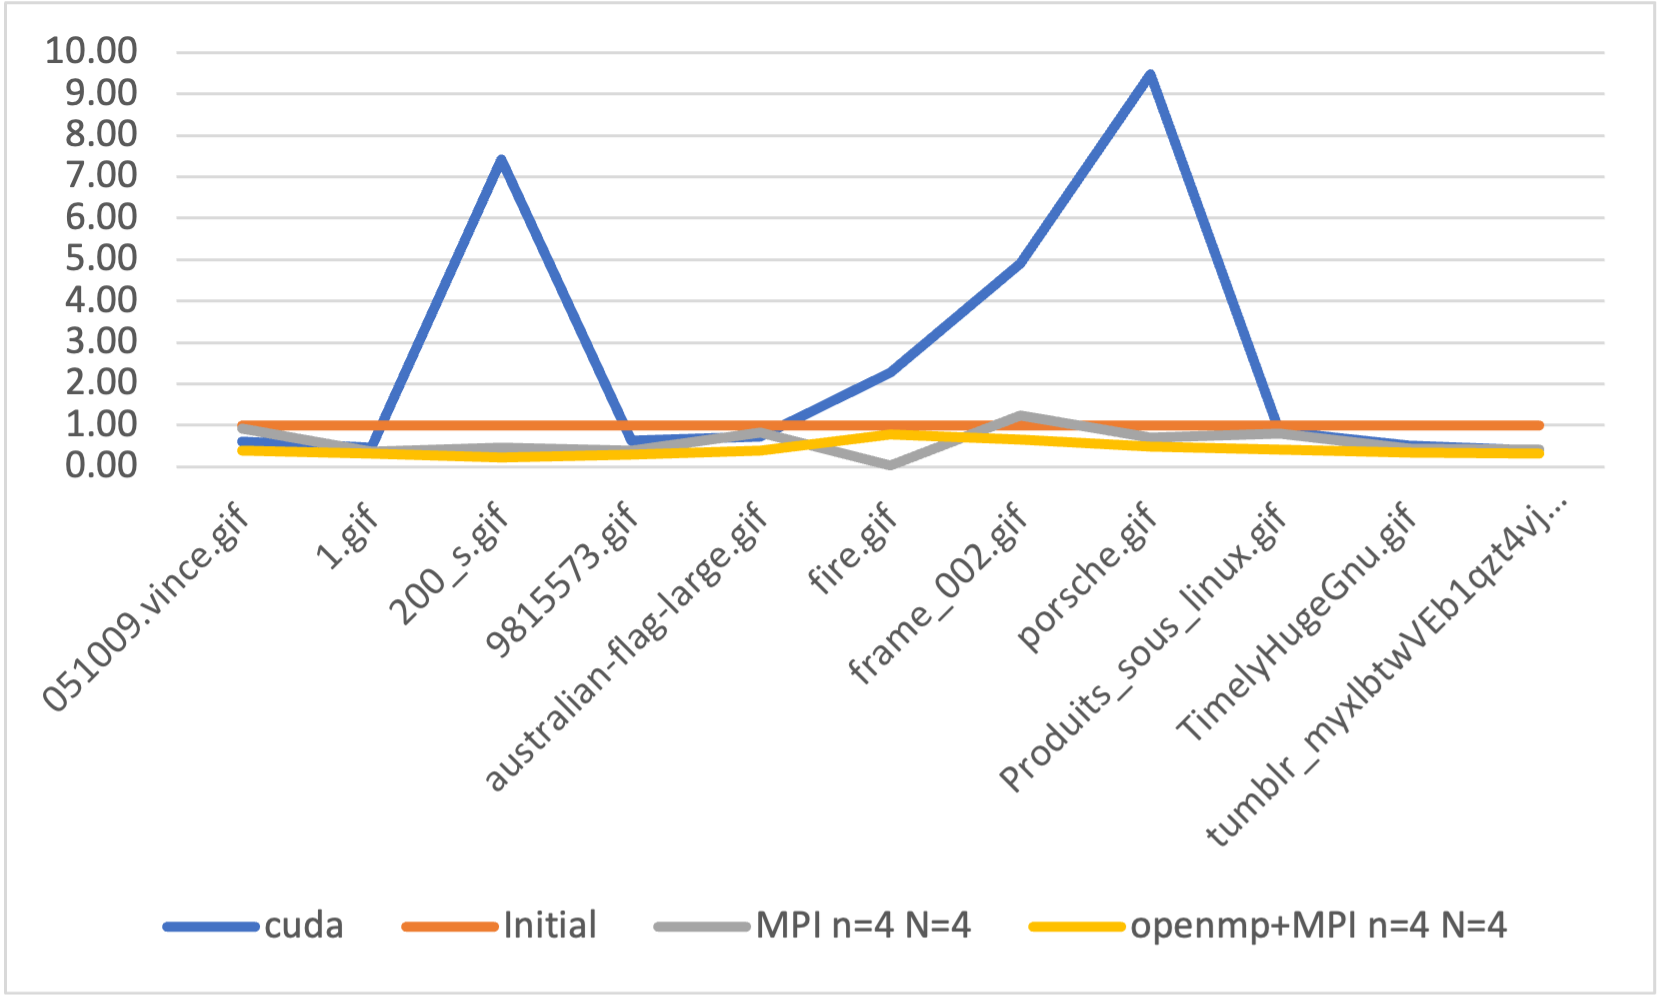 10.00
9.00
8.00
7.00
6.00
5.00
4.00
3.00
2.00
1.00
0.00
051009.vince.gif
1.gif
200_s.gif
9815573.gif
australian-flag-large.gif
fire.gif
frame_002.gif
porsche.gif
Produits_sous_linux.gif
TimelyHugeGnu.gif
tumblr_myxlbtwVEb1qzt4vj...
cuda Initial MPI n=4 N=4 openmp+MPI n=4 N=4